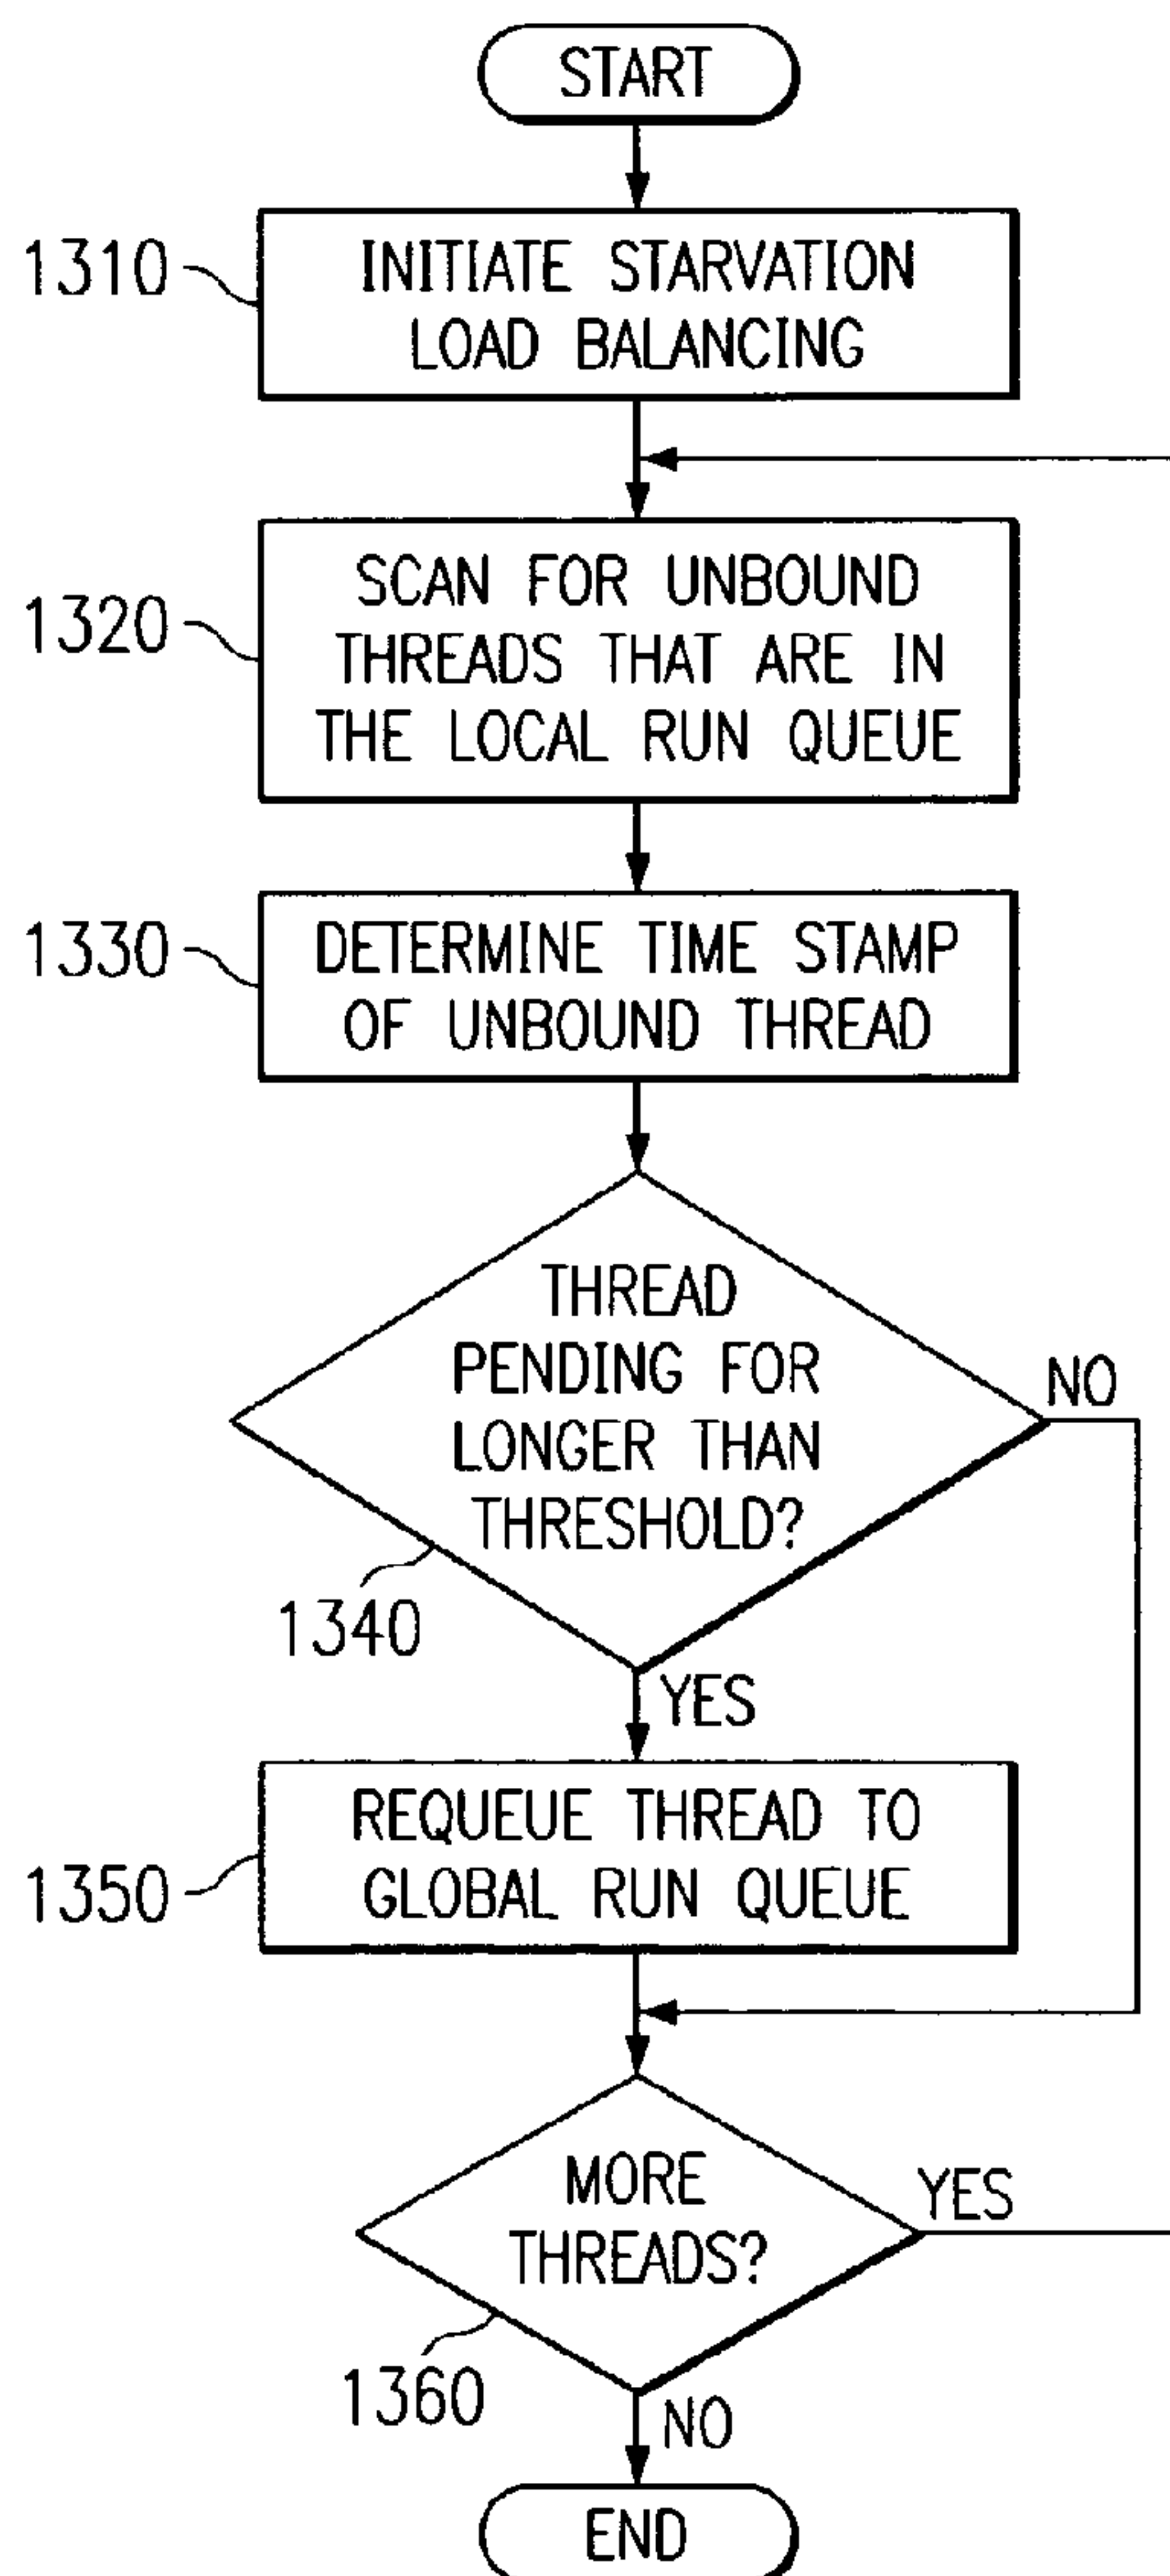 START
1310
INITIATE STARVATION
LOAD BALANCING
1320
SCAN FOR UNBOUND
THREADS THAT ARE IN
THE LOCAL RUN QUEUE
1330
DETERMINE TIME STAMP
OF UNBOUND THREAD
THREAD
PENDING FOR
LONGER THAN
THRESHOLD?
NO
1340
YES
1350
REQUEUE THREAD TO
GLOBAL RUN QUEUE
MORE
THREADS?
YES
1360
NO
END